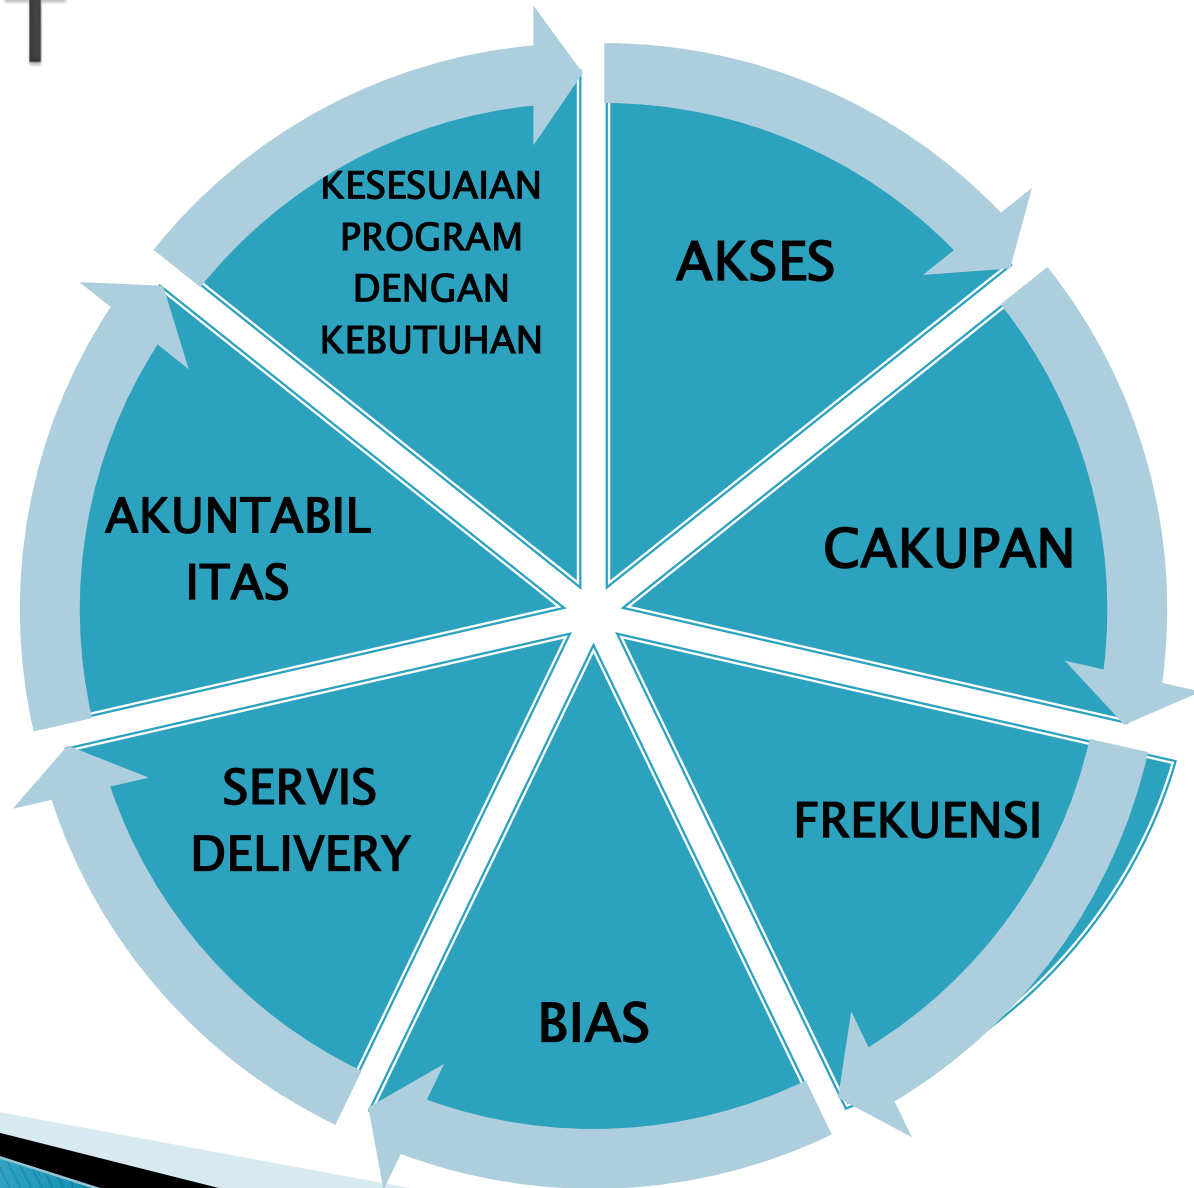 T
KESESUAIAN
PROGRAM
DENGAN
KEBUTUHAN
AKSES
CAKUPAN
FREKUENSI
BIAS
SERVIS
DELIVERY
AKUNTABIL
ITAS